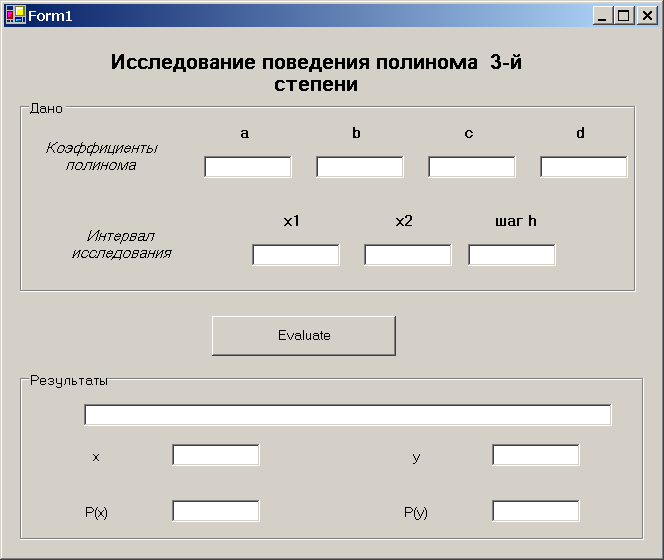 Form1
Исследование поведения полинома 3-й
степени
Дано
a b c d
Коэффициенты
полинома
x1 x2 шаг h
Интервал
исследования
Evaluate
Результаты
x y
P(x) P(y)